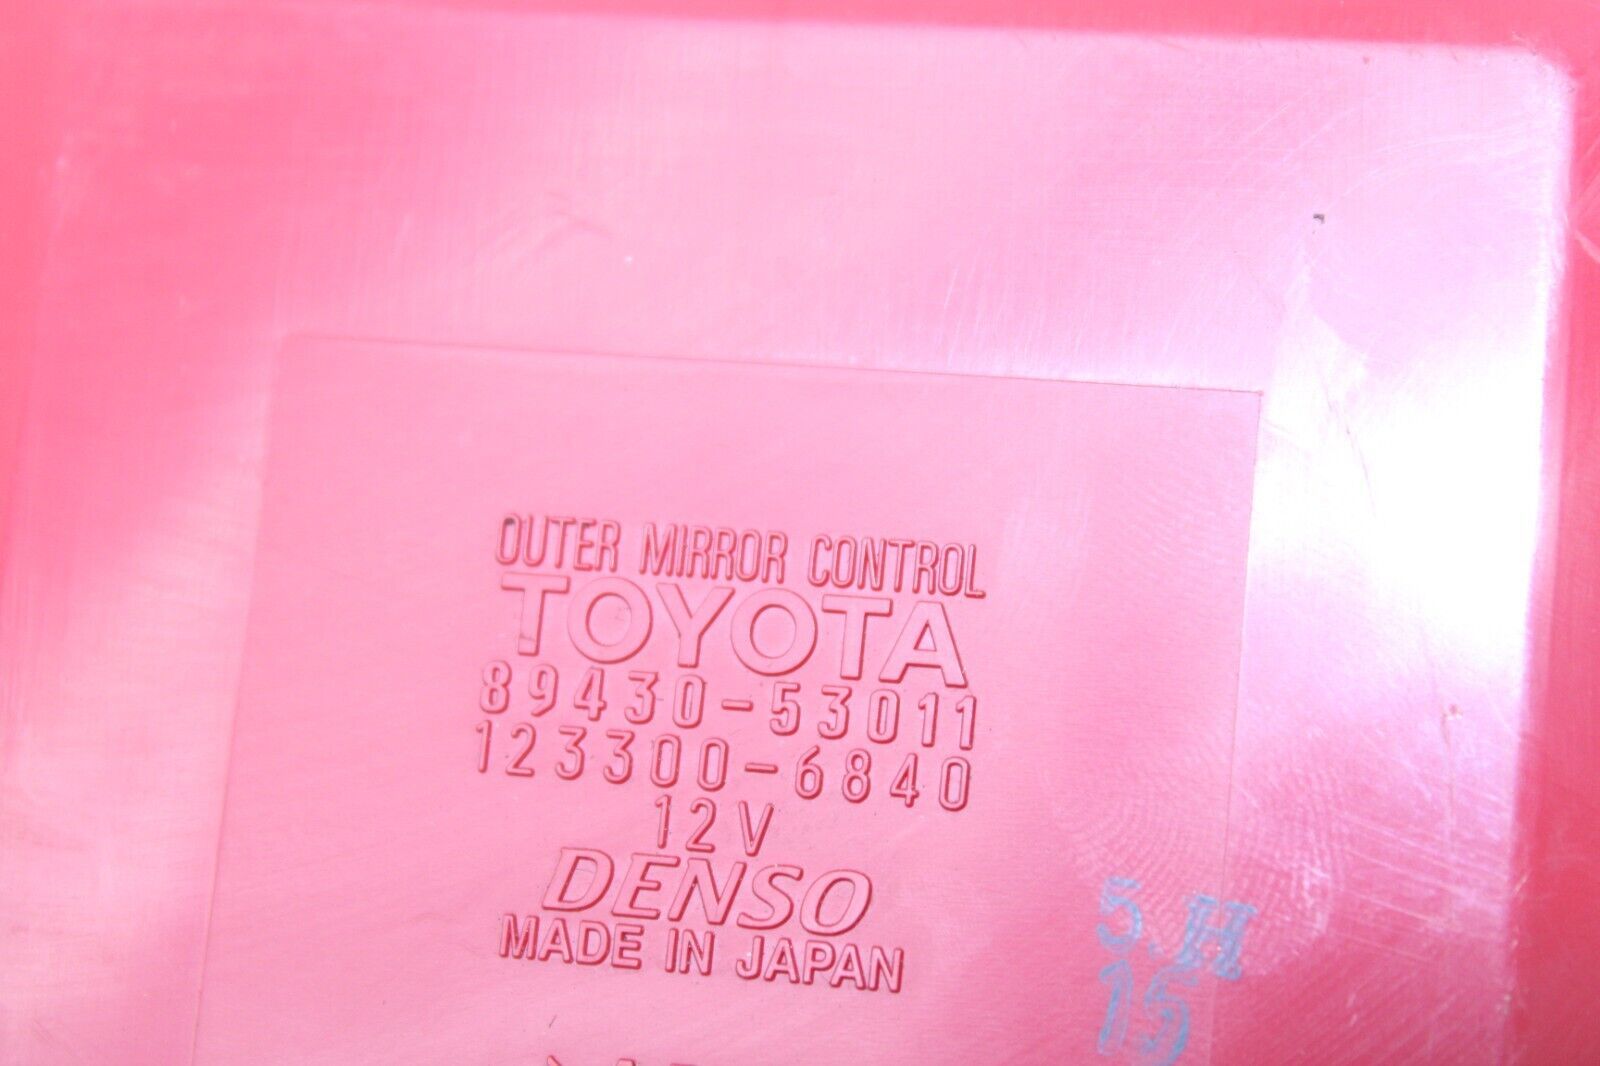 OUTER MIRROR CONTROL
TOYOTA
89430-53011
123300-6840
12V
DENSO
MADE IN JAPAN
5.H
15